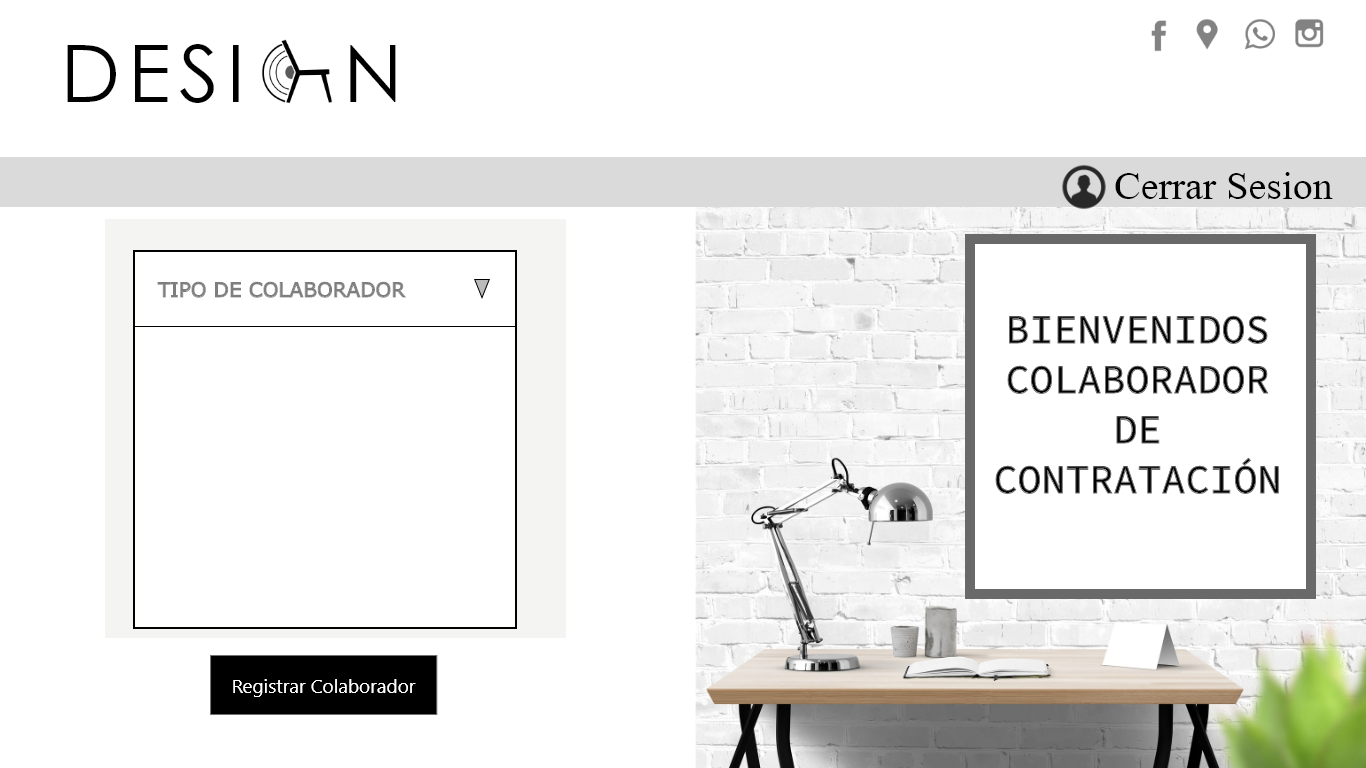 DESIGN
Cerrar Sesion
TIPO DE COLABORADOR
Registrar Colaborador
BIENVENIDOS
COLABORADOR
DE
CONTRATACIÓN